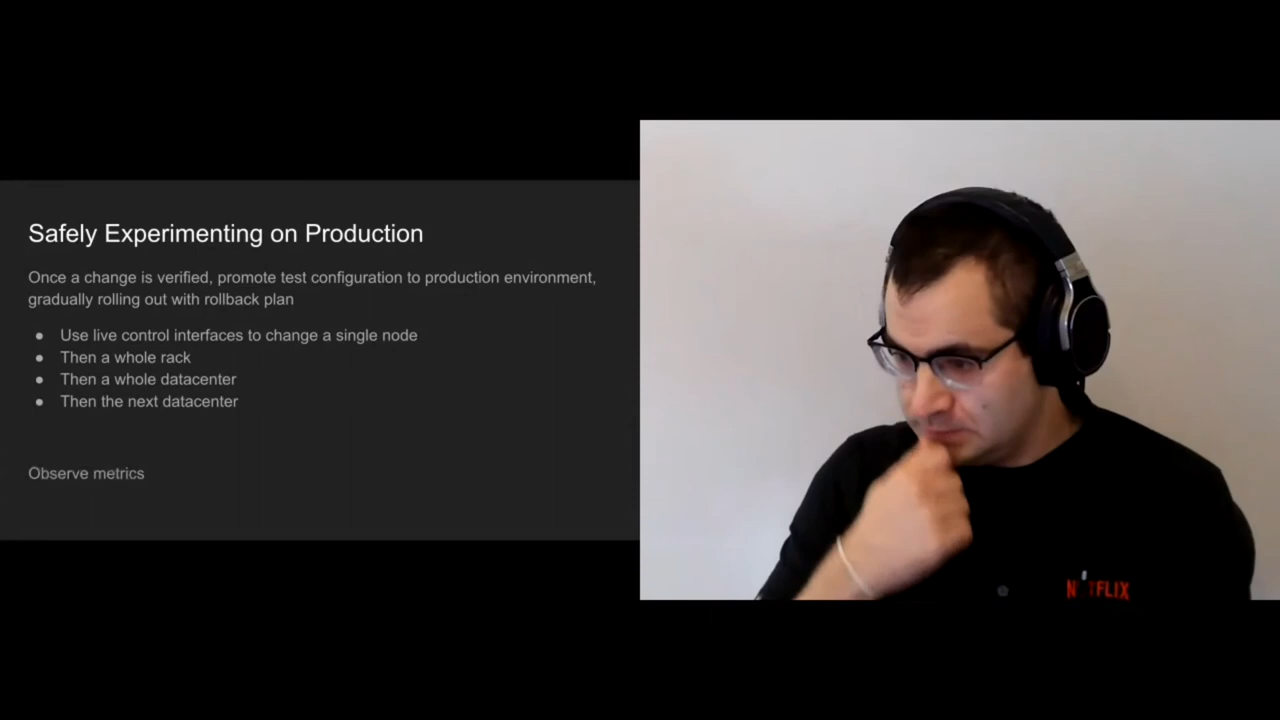 Safely Experimenting on Production
Once a change is verified, promote test configuration to production environment,
gradually rolling out with rollback plan
● Use live control interfaces to change a single node
● Then a whole rack
● Then a whole datacenter
● Then the next datacenter
Observe metrics
NETFLIX